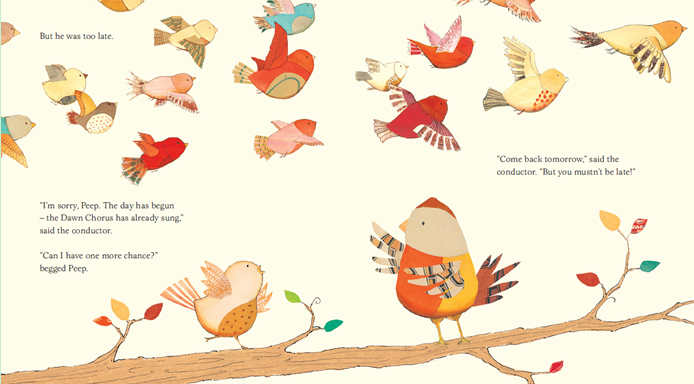 But he was too late.
"I'm sorry, Peep. The day has begun
– the Dawn Chorus has already sung,"
said the conductor.
"Can I have one more chance?"
begged Peep.
"Come back tomorrow," said the
conductor. "But you mustn't be late!"